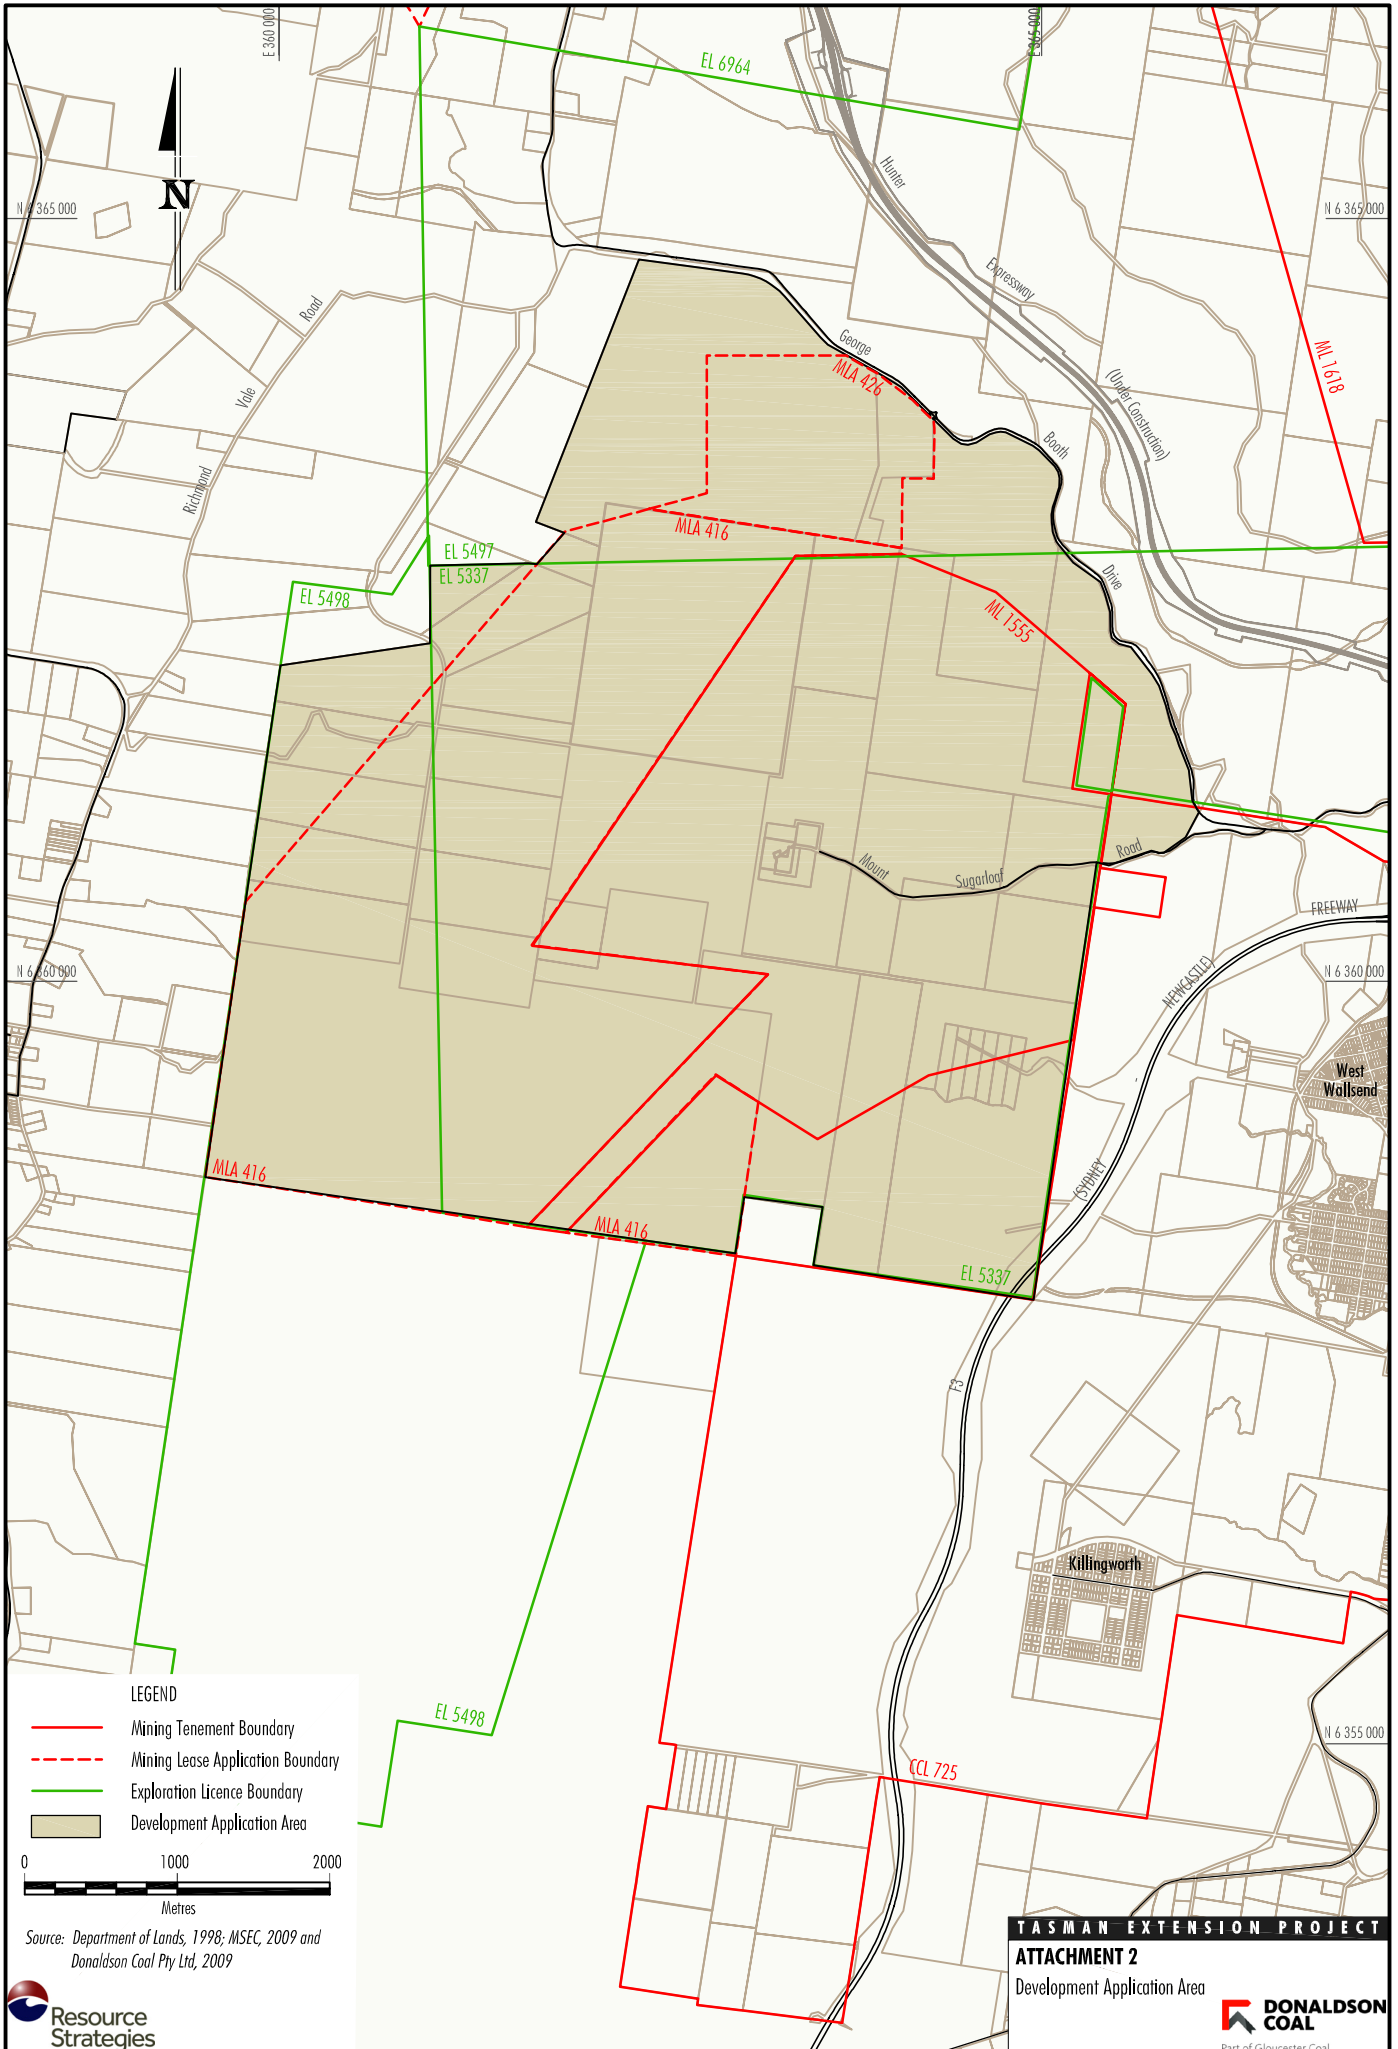 E 360 000
E 365 000
EL 6964
Hunter
N 6 365 000
N 6 365 000
N
Expressway
Road
George
MLA 426
ML 1618
Vale
(Under Construction)
Booth
Richmond
MLA 416
EL 5497
EL 5337
EL 5498
Drive
ML 1555
Mount
Sugarloaf
Road
FREEWAY
N 6 360 000
N 6 360 000
NEWCASTLE)
West
Wallsend
MLA 416
(SYDNEY
MLA 416
EL 5337
F3
Killingworth
LEGEND
Mining Tenement Boundary
Mining Lease Application Boundary
Exploration Licence Boundary
Development Application Area
EL 5498
N 6 355 000
CCL 725
0 1000 2000
Metres
Source: Department of Lands, 1998; MSEC, 2009 and
Donaldson Coal Pty Ltd, 2009
Resource
Strategies
TASMAN EXTENSION PROJECT
ATTACHMENT 2
Development Application Area
DONALDSON
COAL
Part of Gloucester Coal